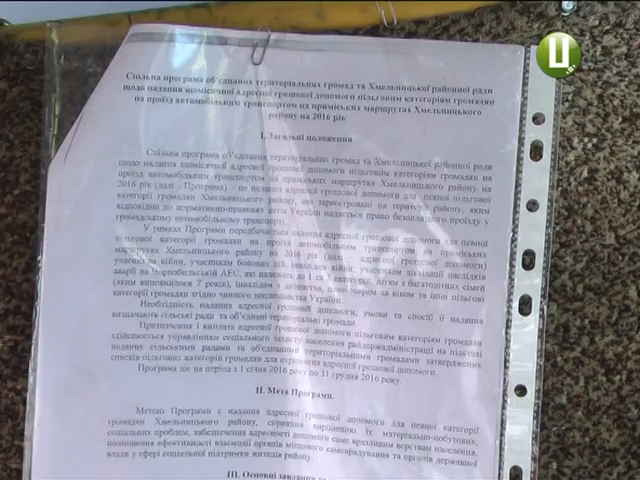 Ц
Спільна програма об'єднаних територіальних громад та Хмельницької районної ради
щодо надання щомісячної адресної грошової допомоги пільговим категоріям громадян
на проїзд автомобільним транспортом на приміських маршрутах Хмельницького
району на 2016 рік
І. Загальні положення
Спільна програма об'єднаних територіальних громад та Хмельницької районної ради
щодо надання щомісячної адресної грошової допомоги пільговим категоріям громадян на
проїзд автомобільним транспортом на приміських маршрутах Хмельницького району на
2016 рік (далі - Програма) – це надання адресної грошової допомоги для певної пільгової
категорії громадян Хмельницького району, що зареєстровані на території району, яким
відповідно до нормативно-правових актів України надається право безоплатного проїзду у
громадському автомобільному транспорті.
У рамках Програми передбачається надання адресної грошової допомоги для певної
пільгової категорії громадян на проїзд автомобільним транспортом на приміських
маршрутах Хмельницького району на 2016 рік (далі – адресної грошової допомоги)
учасникам війни, учасникам бойових дій, інвалідам війни, учасникам ліквідації наслідків
аварії на Чорнобильській АЕС, які належать до 1 та 2 категорії, дітям з багатодітних сімей
(яким виповнилося 7 років), інвалідам з дитинства, пенсіонерам за віком та інші пільгові
категорії громадян згідно чинного законодавства України.
Необхідність надання адресної грошової допомоги, умови та спосіб її надання
визначають сільські ради та об'єднані територіальні громади.
Призначення і виплата адресної грошової допомоги пільговим категоріям громадян
здійснюється управлінням соціального захисту населення райдержадміністрації на підставі
поданих сільськими радами та об'єднаними територіальними громадами затверджених
списків пільгових категорій громадян для отримання адресної грошової допомоги.
Програма діє на період з 1 січня 2016 року по 31 грудня 2016 року.
ІІ. Мета Програми.
Метою Програми є надання адресної грошової допомоги для певної категорії
громадян Хмельницького району, сприяння вирішенню їх матеріально-побутових,
соціальних проблем, забезпечення адресності допомоги саме вразливим верствам населення,
поліпшення ефективності взаємодії органів місцевого самоврядування та органів державної
влади у сфері соціальної підтримки жителів району.
ІІІ. Основні завдання та